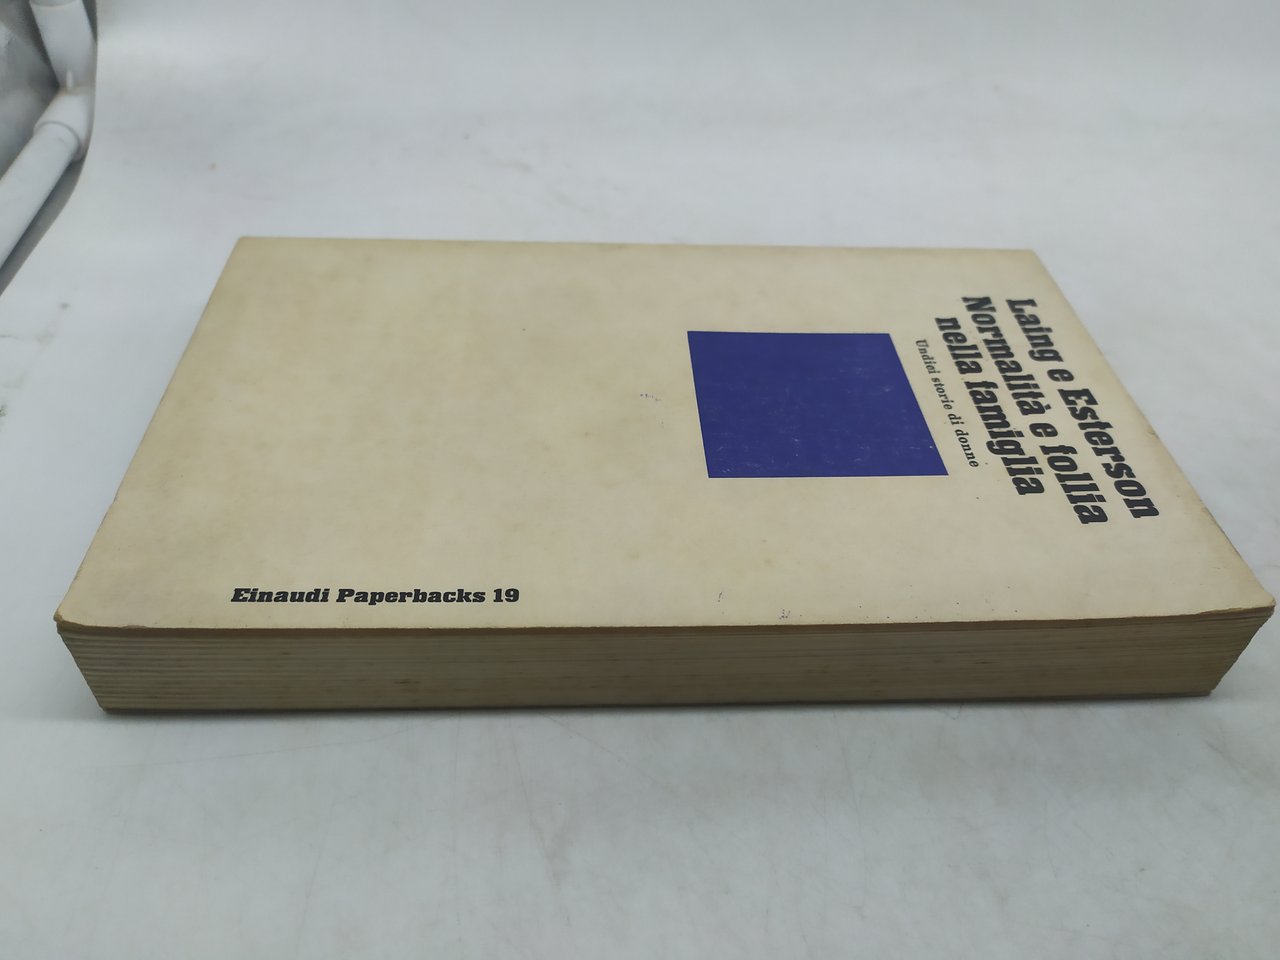 Laing e Esterson
Normalità e follia
nella famiglia
Undici storie di donne
Einaudi Paperbacks 19